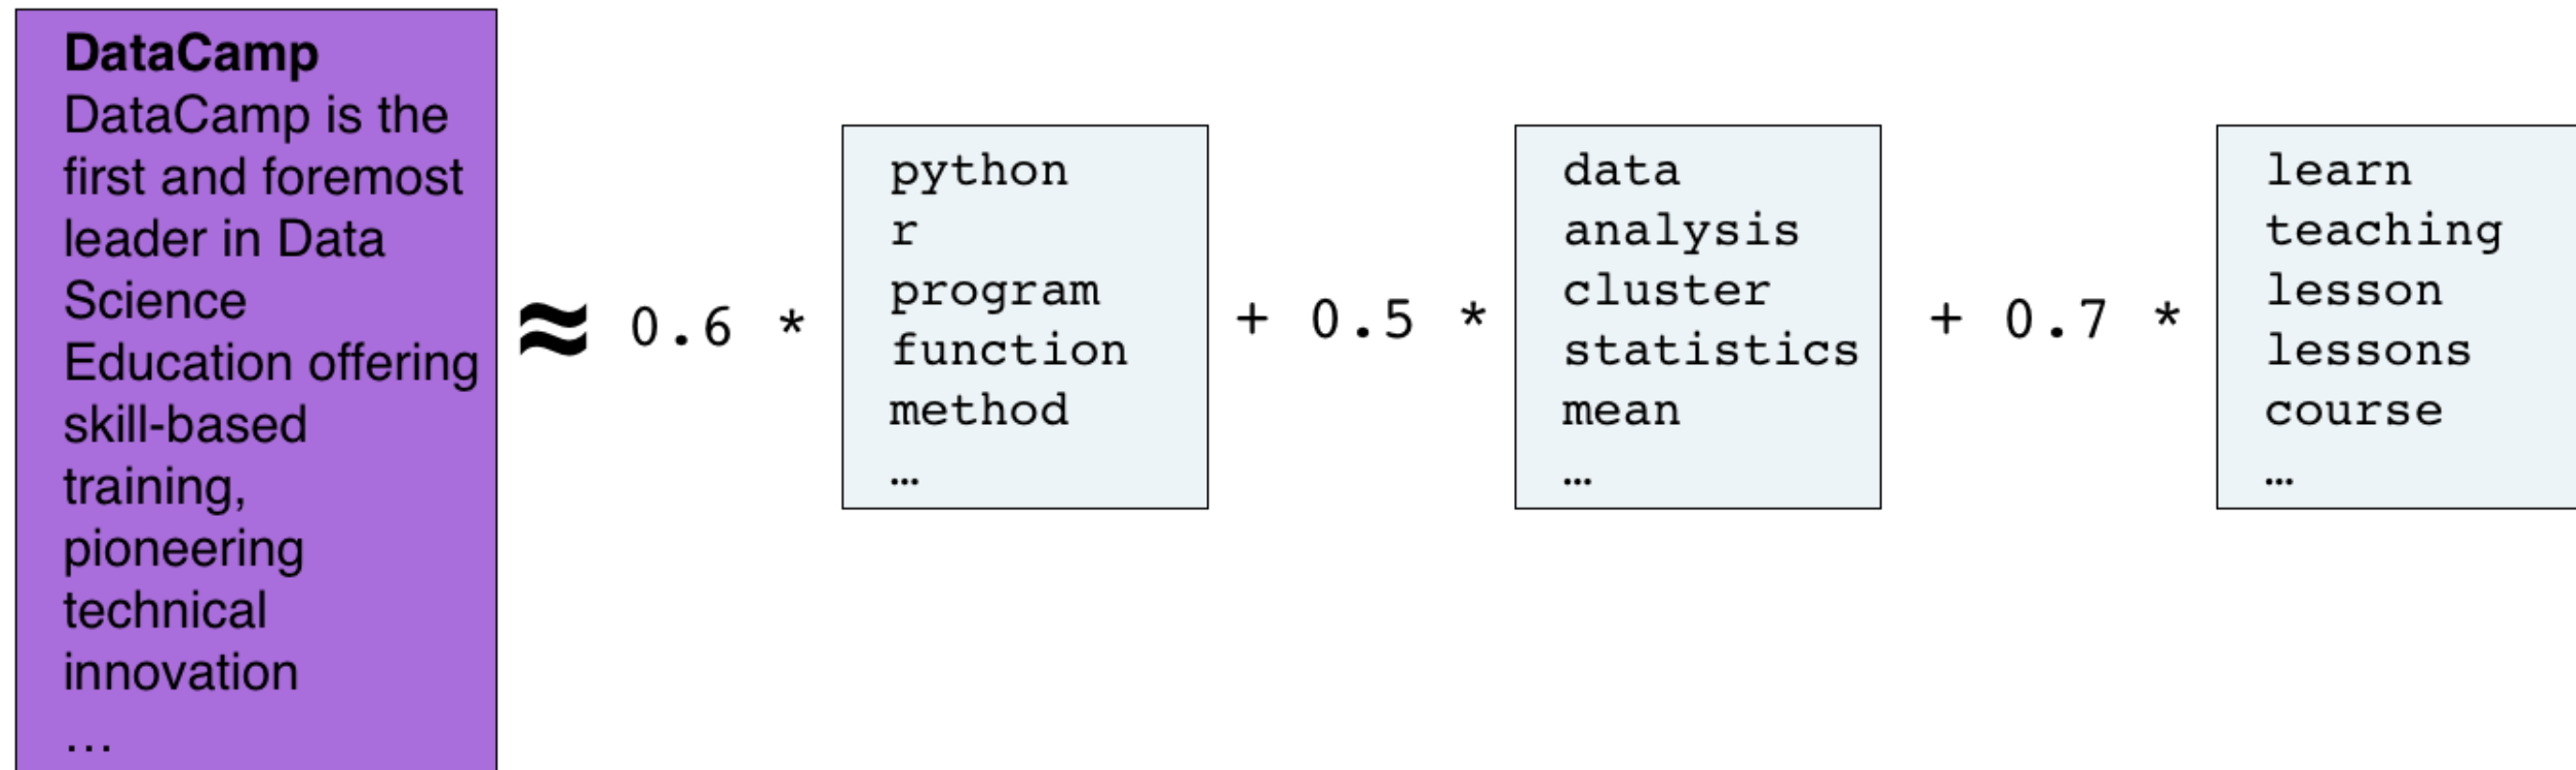 DataCamp
DataCamp is the
first and foremost
leader in Data
Science
Education offering
skill-based
training,
pioneering
technical
innovation
…
≈ 0.6 *
python
r
program
function
method
…
+ 0.5 *
data
analysis
cluster
statistics
mean
…
+ 0.7 *
learn
teaching
lesson
lessons
course
…